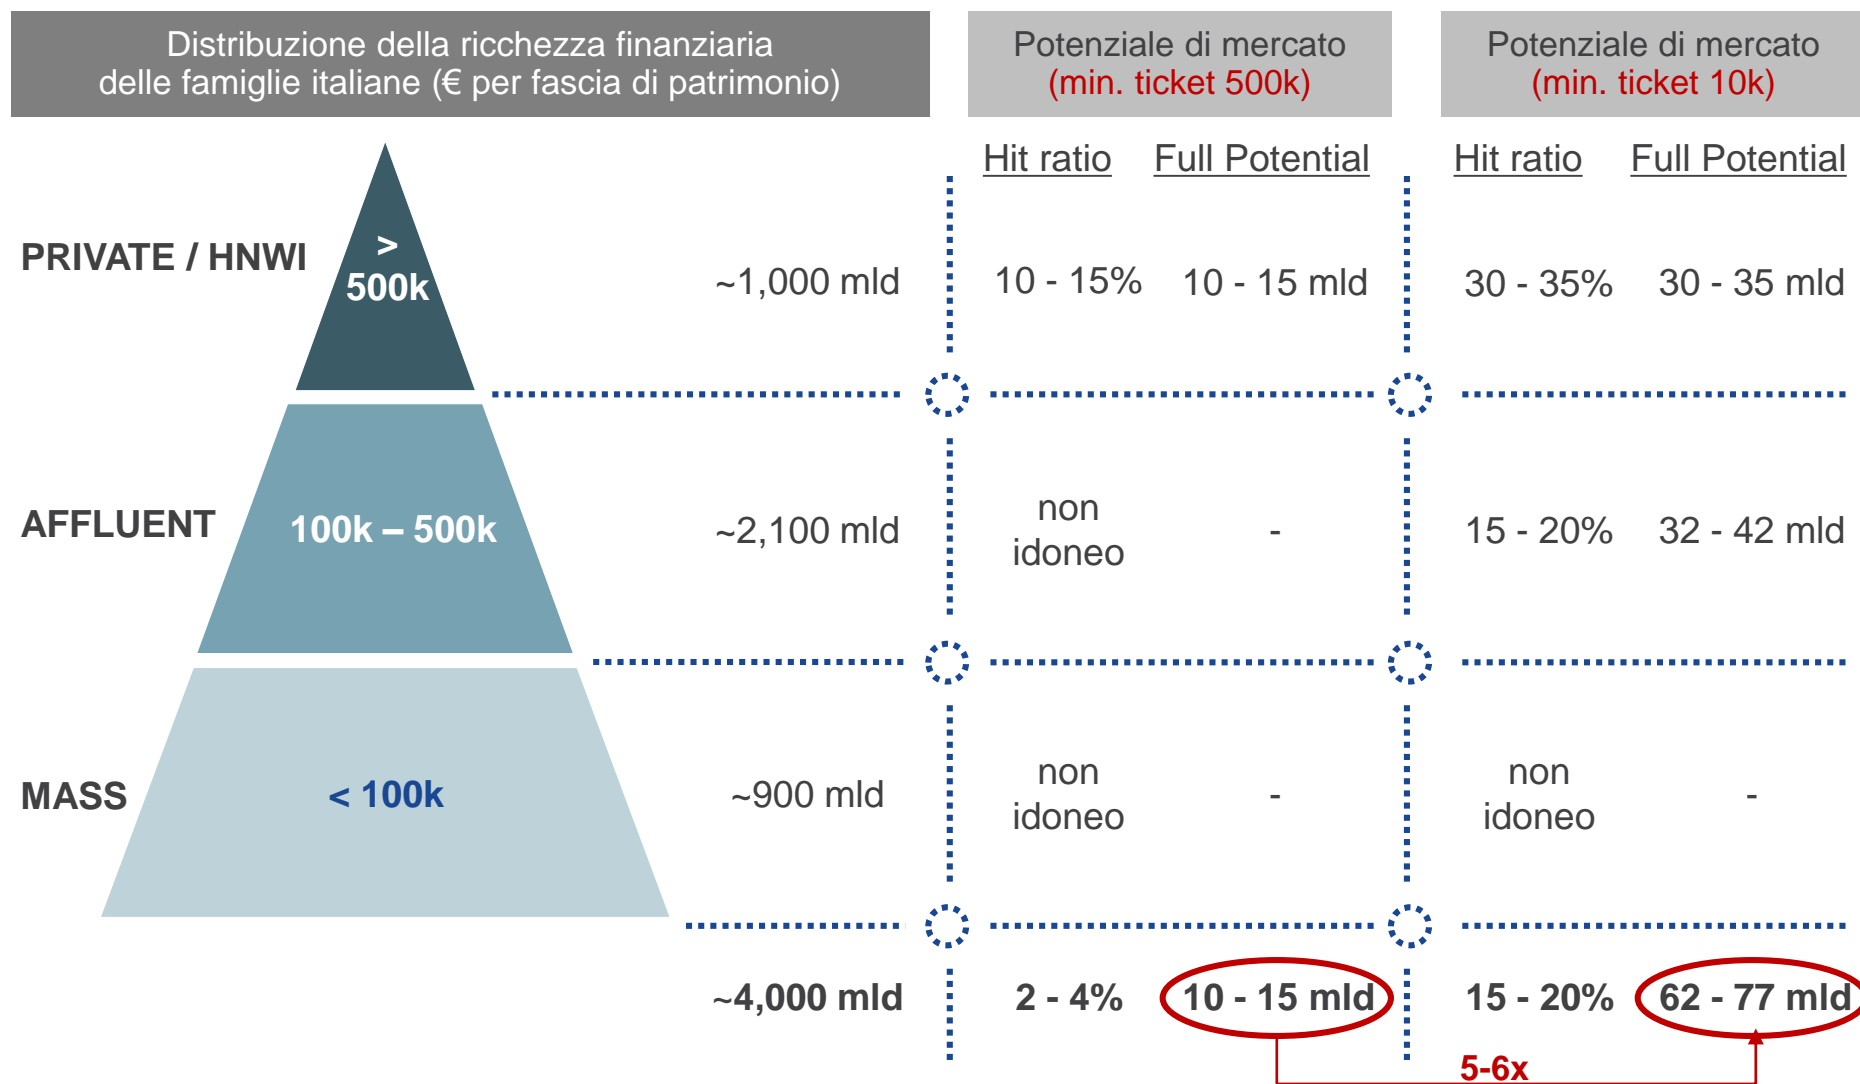 Distribuzione della ricchezza finanziaria
delle famiglie italiane (€ per fascia di patrimonio)
Potenziale di mercato
(min. ticket 500k)
Potenziale di mercato
(min. ticket 10k)
Hit ratio
Full Potential
Hit ratio
Full Potential
PRIVATE / HNWI
>
500k
~1,000 mld
10 - 15%
10 - 15 mld
30 - 35%
30 - 35 mld
AFFLUENT
100k – 500k
~2,100 mld
non
idoneo
-
15 - 20%
32 - 42 mld
MASS
< 100k
~900 mld
non
idoneo
-
non
idoneo
-
~4,000 mld
2 - 4%
10 - 15 mld
15 - 20%
62 - 77 mld
5-6x